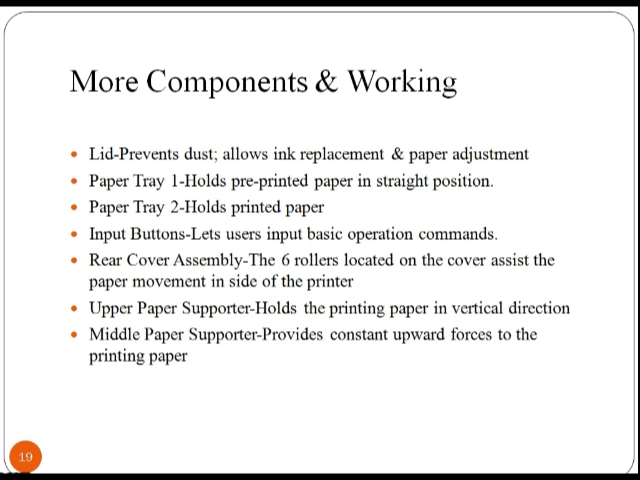 More Components & Working
• Lid-Prevents dust; allows ink replacement & paper adjustment
• Paper Tray 1-Holds pre-printed paper in straight position.
• Paper Tray 2-Holds printed paper
• Input Buttons-Lets users input basic operation commands.
• Rear Cover Assembly-The 6 rollers located on the cover assist the
paper movement in side of the printer
• Upper Paper Supporter-Holds the printing paper in vertical direction
• Middle Paper Supporter-Provides constant upward forces to the
printing paper
19